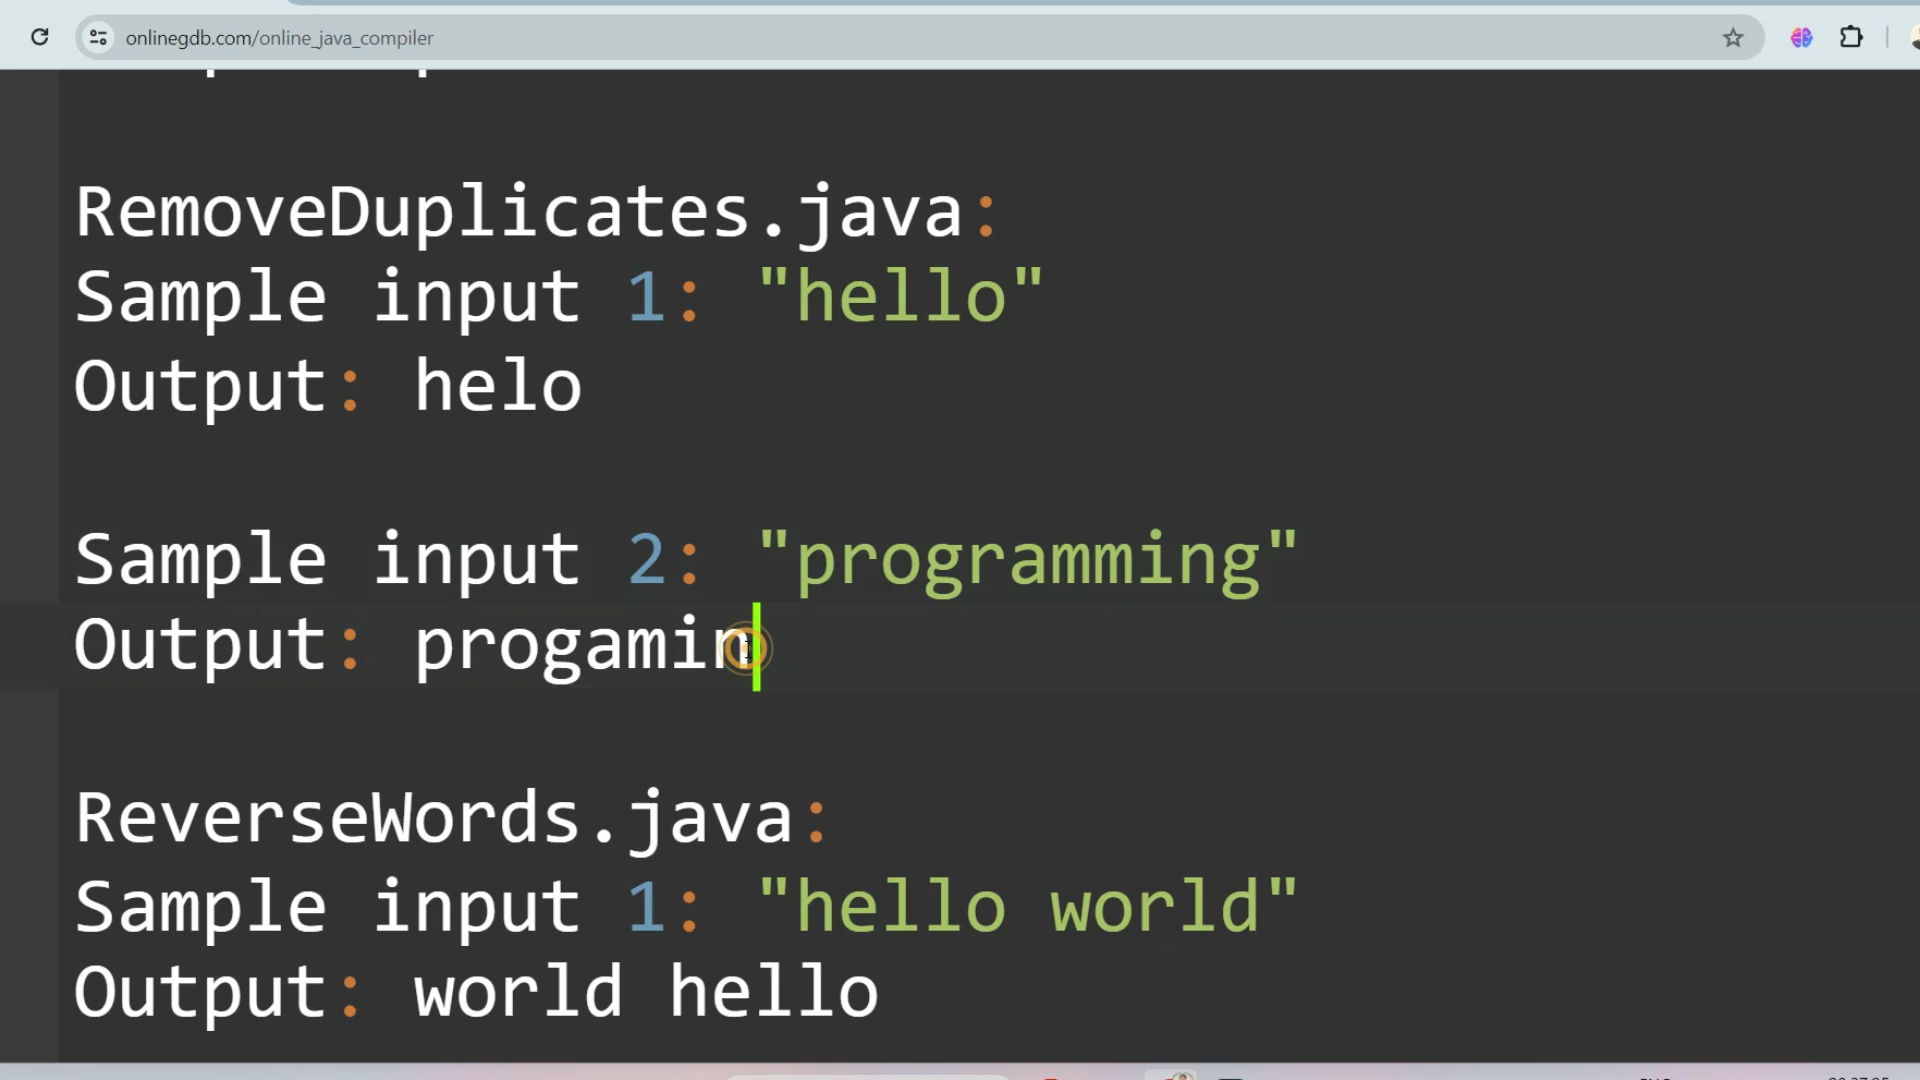 onlinegdb.com/online_java_compiler
RemoveDuplicates.java:
Sample input 1: "hello"
Output: helo
Sample input 2: "programming"
Output: progamin
ReverseWords.java:
Sample input 1: "hello world"
Output: world hello